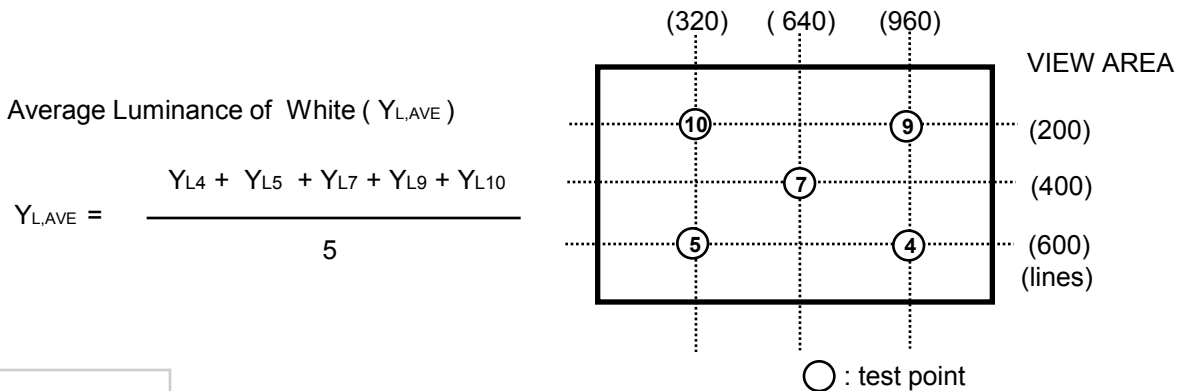 (320) ( 640) (960)
VIEW AREA
Average Luminance of White ( YL,AVE )
10 9 (200)
YL4 + YL5 + YL7 + YL9 + YL10
7 (400)
YL,AVE =
5
5 4 (600)
(lines)
: test point